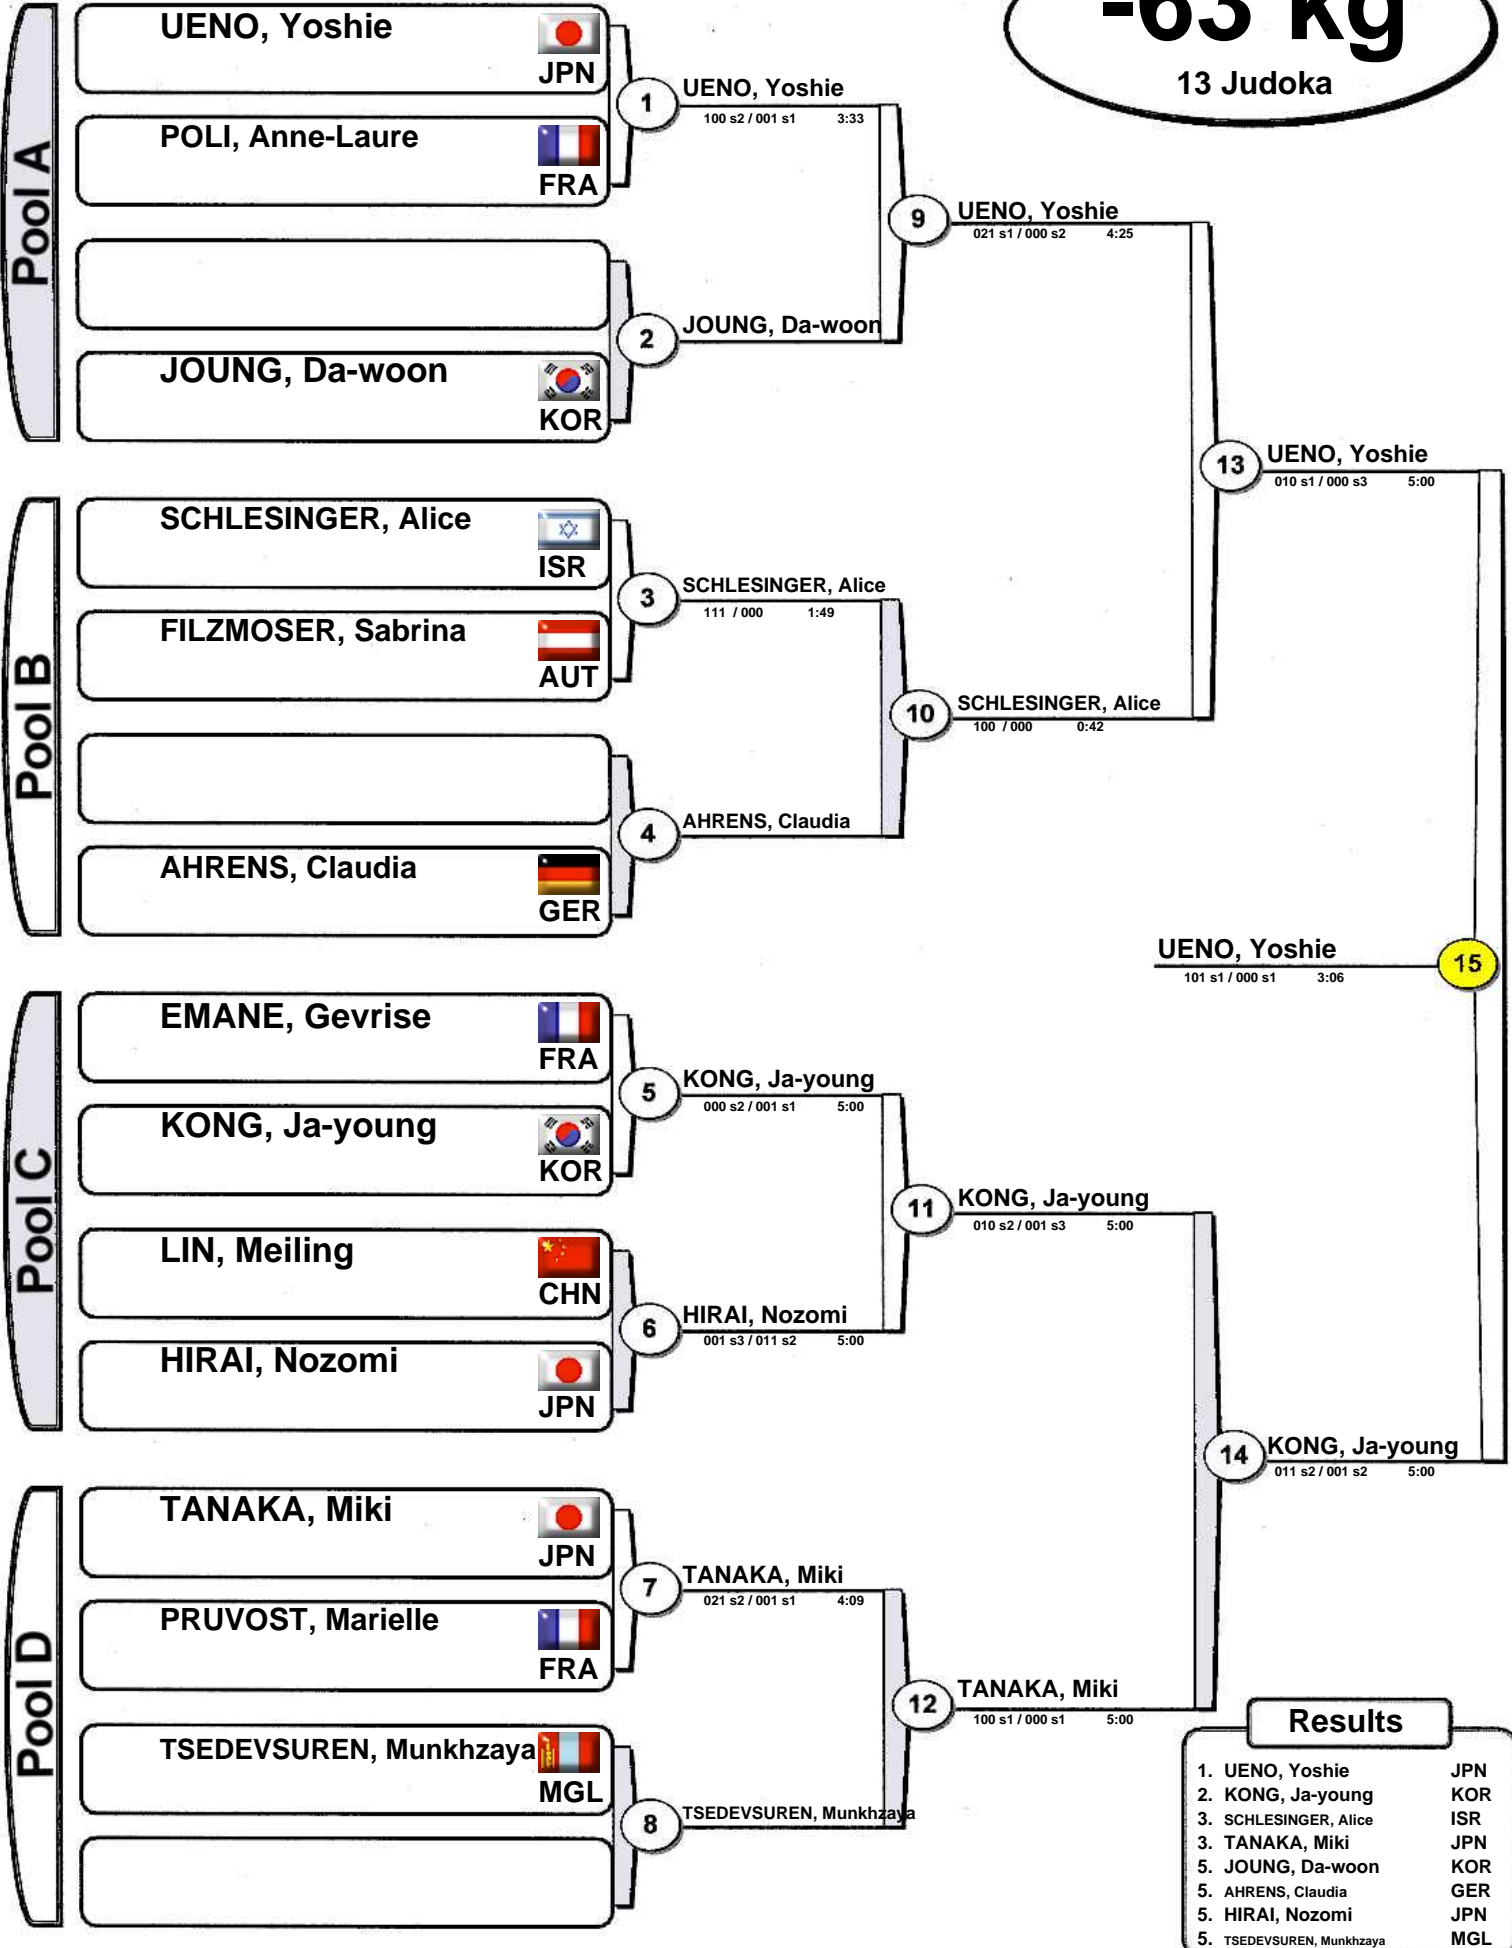 -63 kg
13 Judoka
Pool A
UENO, Yoshie
JPN
POLI, Anne-Laure
FRA
JOUNG, Da-woon
KOR
1
UENO, Yoshie
100 s2 / 001 s1 3:33
2
JOUNG, Da-woon
9
UENO, Yoshie
021 s1 / 000 s2 4:25
Pool B
SCHLESINGER, Alice
ISR
FILZMOSER, Sabrina
AUT
AHRENS, Claudia
GER
3
SCHLESINGER, Alice
111 / 000 1:49
4
AHRENS, Claudia
10
SCHLESINGER, Alice
100 / 000 0:42
13
UENO, Yoshie
010 s1 / 000 s3 5:00
UENO, Yoshie
101 s1 / 000 s1 3:06
15
Pool C
EMANE, Gevrise
FRA
KONG, Ja-young
KOR
LIN, Meiling
CHN
HIRAI, Nozomi
JPN
5
KONG, Ja-young
000 s2 / 001 s1 5:00
6
HIRAI, Nozomi
001 s3 / 011 s2 5:00
11
KONG, Ja-young
010 s2 / 001 s3 5:00
Pool D
TANAKA, Miki
JPN
PRUVOST, Marielle
FRA
TSEDEVSUREN, Munkhzaya
MGL
7
TANAKA, Miki
021 s2 / 001 s1 4:09
8
TSEDEVSUREN, Munkhzaya
12
TANAKA, Miki
100 s1 / 000 s1 5:00
14
KONG, Ja-young
011 s2 / 001 s2 5:00
Results
1. UENO, Yoshie JPN
2. KONG, Ja-young KOR
3. SCHLESINGER, Alice ISR
3. TANAKA, Miki JPN
5. JOUNG, Da-woon KOR
5. AHRENS, Claudia GER
5. HIRAI, Nozomi JPN
5. TSEDEVSUREN, Munkhzaya MGL